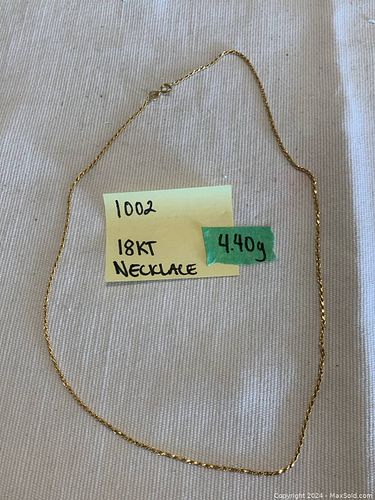 1002
18KT
NECKLACE
4.40g
Copyright 2024 - MaxSold.com